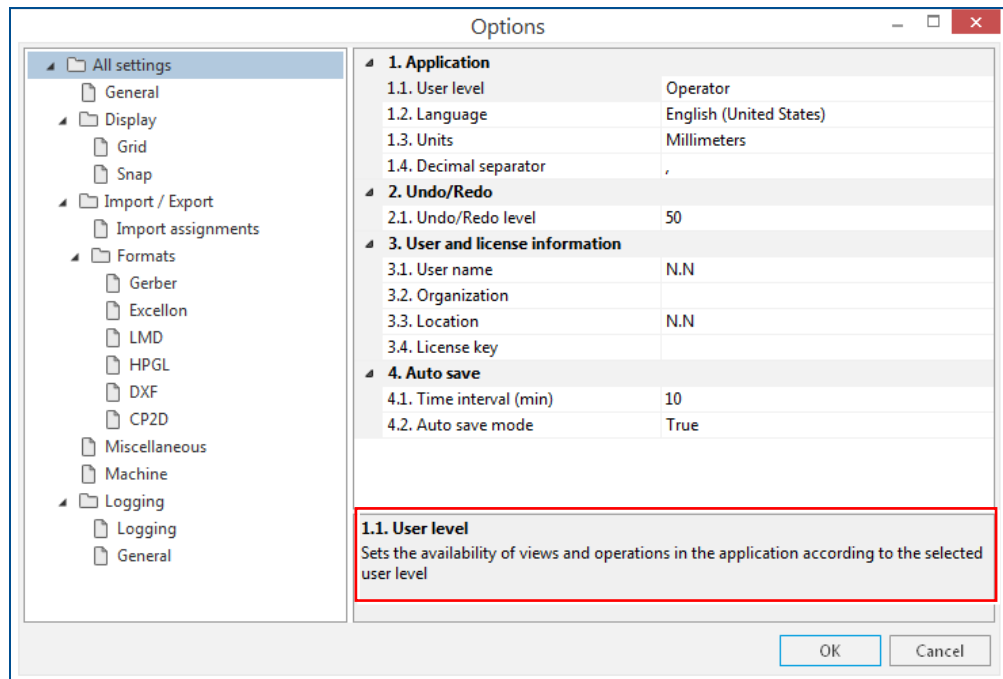 Options
All settings
General
Display
Grid
Snap
Import / Export
Import assignments
Formats
Gerber
Excellon
LMD
HPGL
DXF
CP2D
Miscellaneous
Machine
Logging
Logging
General
1. Application
1.1. User level Operator
1.2. Language English (United States)
1.3. Units Millimeters
1.4. Decimal separator ,
2. Undo/Redo
2.1. Undo/Redo level 50
3. User and license information
3.1. User name N.N
3.2. Organization
3.3. Location N.N
3.4. License key
4. Auto save
4.1. Time interval (min) 10
4.2. Auto save mode True
1.1. User level
Sets the availability of views and operations in the application according to the selected
user level
OK Cancel